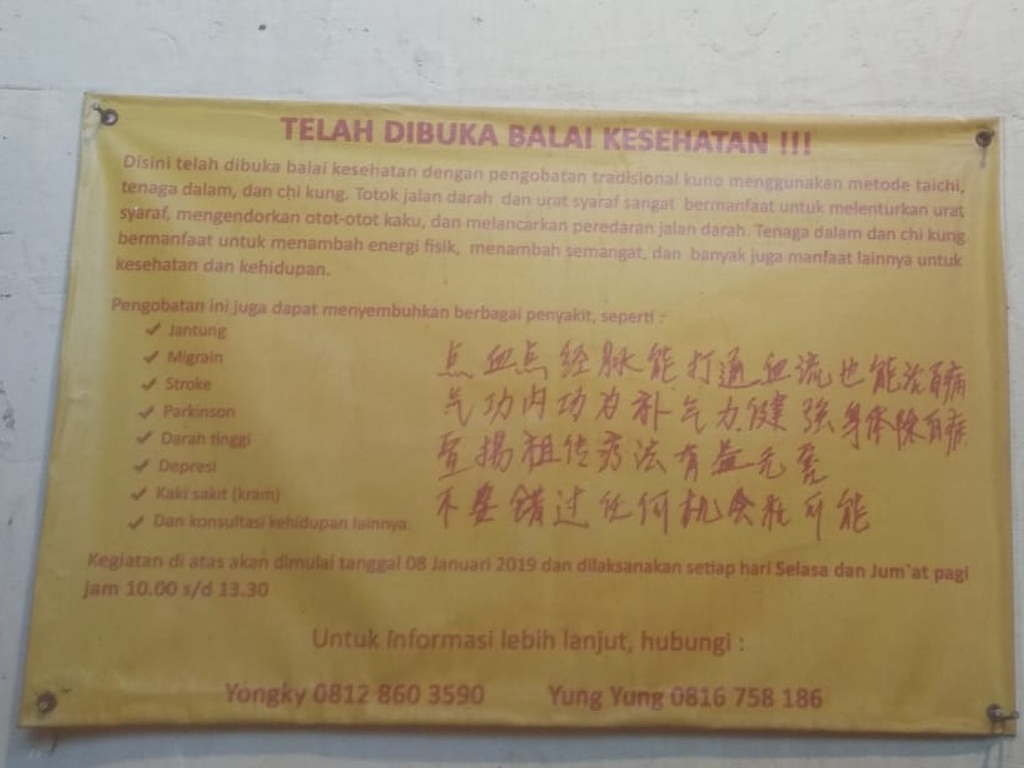 TELAH DIBUKA BALAI KESEHATAN !!!
Disini telah dibuka balai kesehatan dengan pengobatan tradisional kuno menggunakan metode taichi,
tenaga dalam, dan chi kung. Totok jalan darah dan urat syaraf sangat bermanfaat untuk melenturkan urat
syaraf, mengendorkan otot-otot kaku, dan melancarkan peredaran jalan darah. Tenaga dalam dan chi kung
bermanfaat untuk menambah energi fisik, menambah semangat, dan banyak juga manfaat lainnya untuk
kesehatan dan kehidupan.
Pengobatan ini juga dapat menyembuhkan berbagai penyakit, seperti :
✓ Jantung
✓ Migrain
✓ Stroke
✓ Parkinson
✓ Darah tinggi
✓ Depresi
✓ Kaki sakit (kram)
✓ Dan konsultasi kehidupan lainnya.
点血点经脉能打通血流也能治百病
气功内功为补气力健强身体除百病
宣揚祖传疗法有益无害
不要错过任何机会 可能
Kegiatan di atas akan dimulai tanggal 08 Januari 2019 dan dilaksanakan setiap hari Selasa dan Jum'at pagi
jam 10.00 s/d 13.30
Untuk informasi lebih lanjut, hubungi :
Yongky 0812 860 3590 Yung Yung 0816 758 186